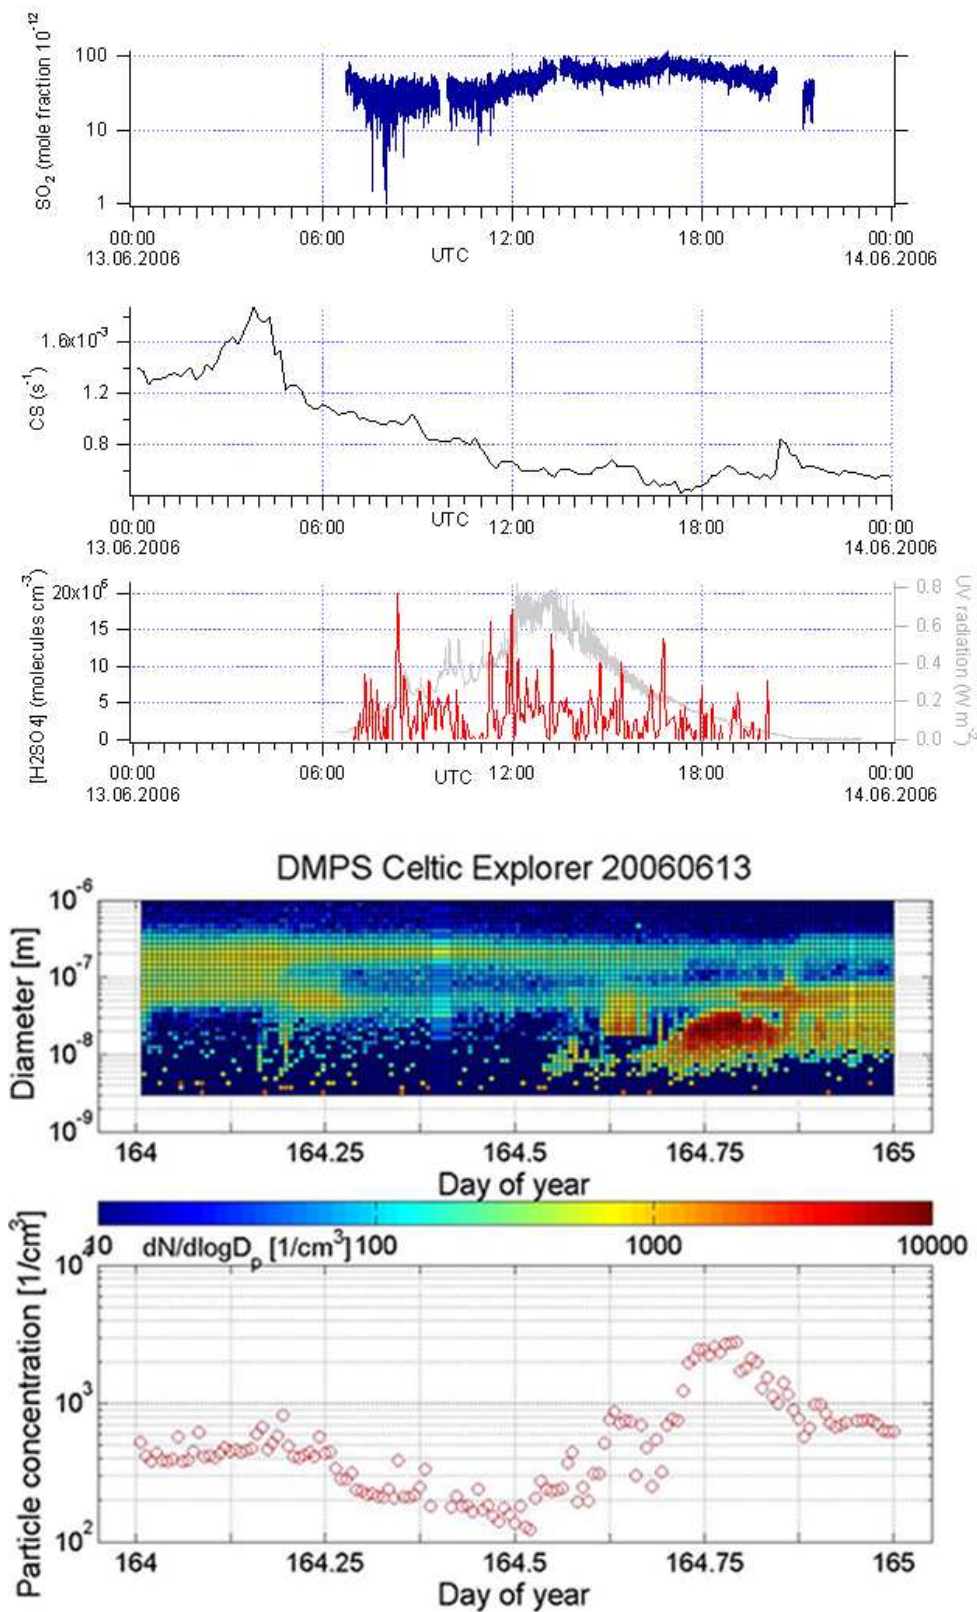 SO2 (mole fraction 10-12
100
10
1
00:00 06:00 12:00 18:00 00:00
13.06.2006 UTC 14.06.2006
CS (s-1)
1.6x10-3
1.2
0.8
00:00 06:00 12:00 18:00 00:00
13.06.2006 UTC 14.06.2006
[H2SO4] (molecules cm-3)
20x106
15
10
5
0
0.8
0.6
0.4
0.2
0.0
UV radiation (W m-2)
00:00 06:00 12:00 18:00 00:00
13.06.2006 UTC 14.06.2006
DMPS Celtic Explorer 20060613
Diameter [m]
10-6
10-7
10-8
10-9
164 164.25 164.5 164.75 165
Day of year
10 dN/dlogDp [1/cm3] 100 1000 10000
Particle concentration [1/cm3]
103
102
164 164.25 164.5 164.75 165
Day of year